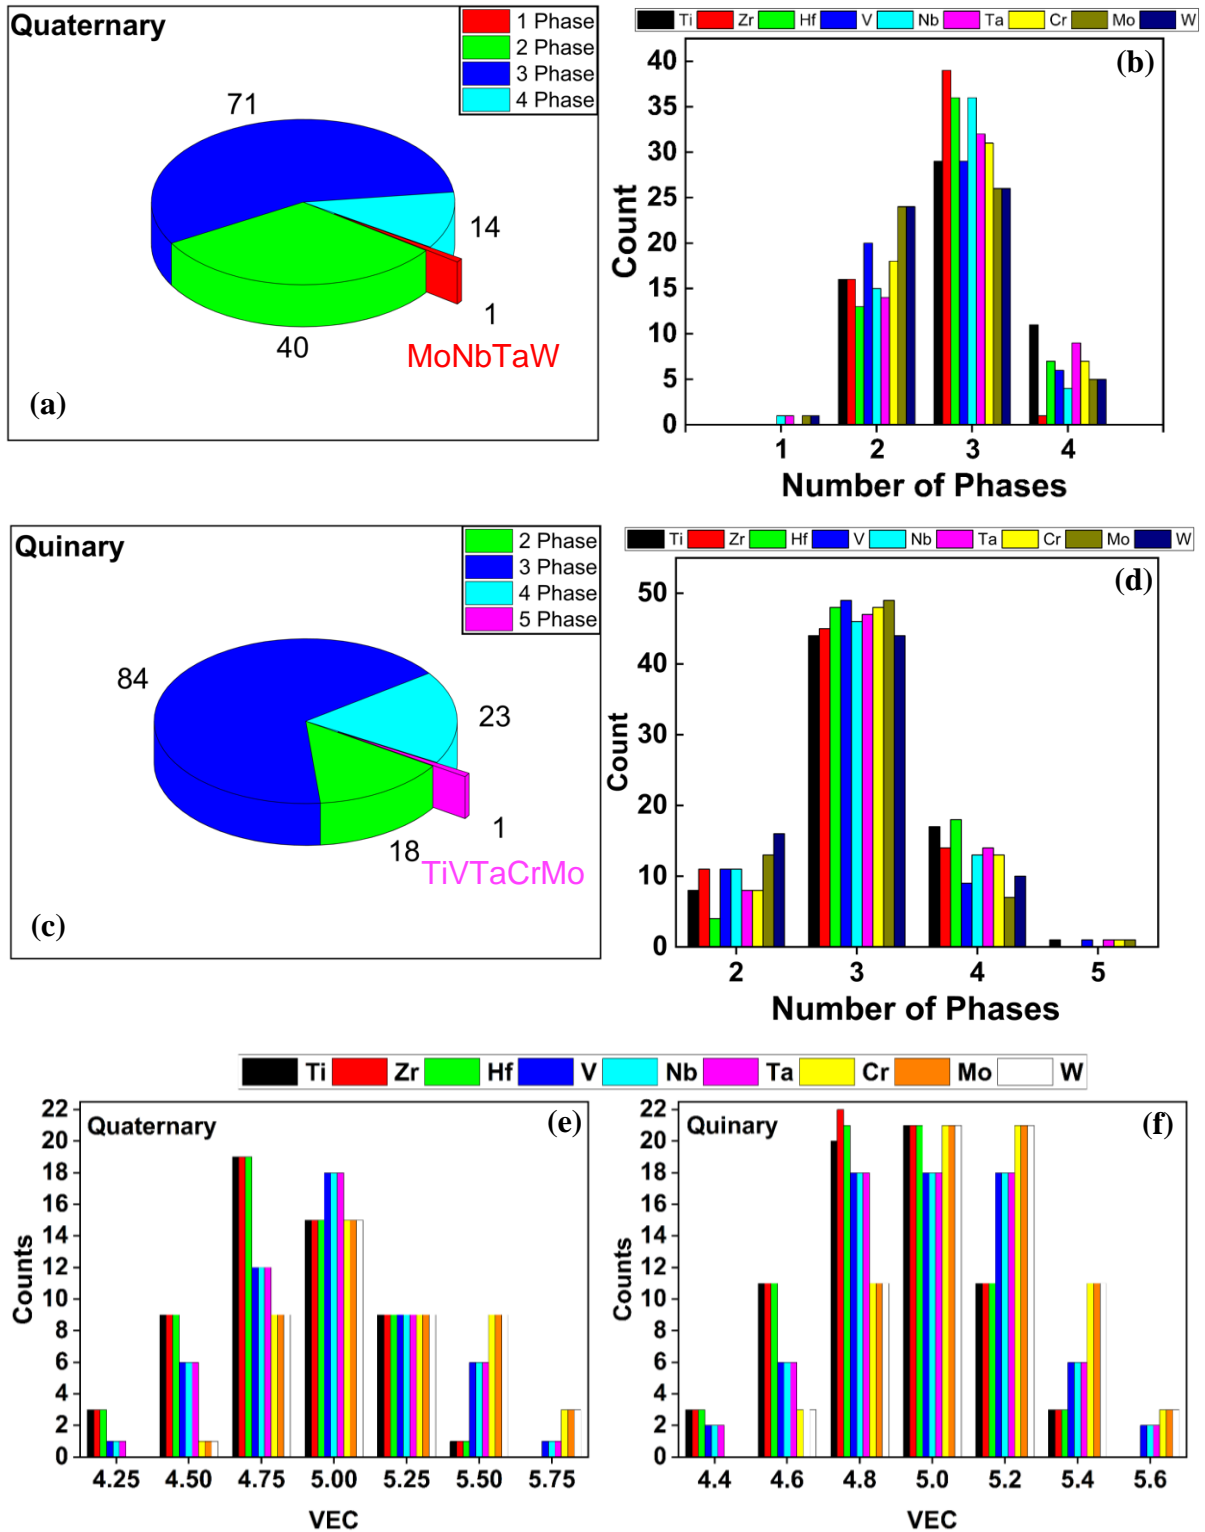 Quaternary
1 Phase
2 Phase
3 Phase
4 Phase
71
14
1
40
MoNbTaW
(a)
Ti Zr Hf V Nb Ta Cr Mo W
(b)
40
35
30
25
20
15
10
5
0
Count
1 2 3 4
Number of Phases
Quinary
2 Phase
3 Phase
4 Phase
5 Phase
84
23
1
18
TiVTaCrMo
(c)
Ti Zr Hf V Nb Ta Cr Mo W
(d)
50
40
30
20
10
0
Count
2 3 4 5
Number of Phases
Ti Zr Hf V Nb Ta Cr Mo W
Quaternary
(e)
22
20
18
16
14
12
10
8
6
4
2
0
Counts
4.25 4.50 4.75 5.00 5.25 5.50 5.75
VEC
Quinary
(f)
22
20
18
16
14
12
10
8
6
4
2
0
Counts
4.4 4.6 4.8 5.0 5.2 5.4 5.6
VEC